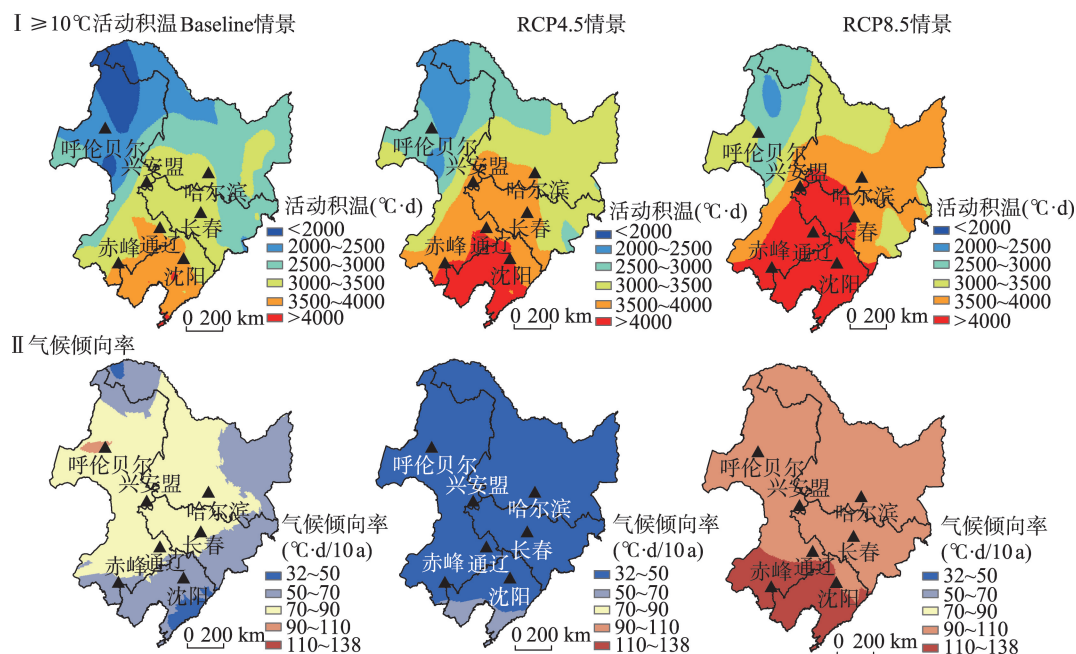 Ⅰ ≥10℃活动积温 Baseline情景
RCP4.5情景
RCP8.5情景
呼伦贝尔
兴安盟
哈尔滨
长春
赤峰
通辽
沈阳
活动积温(℃·d)
<2000
2000~2500
2500~3000
3000~3500
3500~4000
>4000
0 200 km
呼伦贝尔
兴安盟
哈尔滨
长春
赤峰
通辽
沈阳
活动积温(℃·d)
<2000
2000~2500
2500~3000
3000~3500
3500~4000
>4000
0 200 km
呼伦贝尔
兴安盟
哈尔滨
长春
赤峰
通辽
沈阳
活动积温(℃·d)
<2000
2000~2500
2500~3000
3000~3500
3500~4000
>4000
0 200 km
Ⅱ 气候倾向率
呼伦贝尔
兴安盟
哈尔滨
长春
赤峰
通辽
沈阳
气候倾向率
(℃·d/10 a)
32~50
50~70
70~90
90~110
110~138
0 200 km
呼伦贝尔
兴安盟
哈尔滨
长春
赤峰
通辽
沈阳
气候倾向率
(℃·d/10 a)
32~50
50~70
70~90
90~110
110~138
0 200 km
呼伦贝尔
兴安盟
哈尔滨
长春
赤峰
通辽
沈阳
气候倾向率
(℃·d/10 a)
32~50
50~70
70~90
90~110
110~138
0 200 km